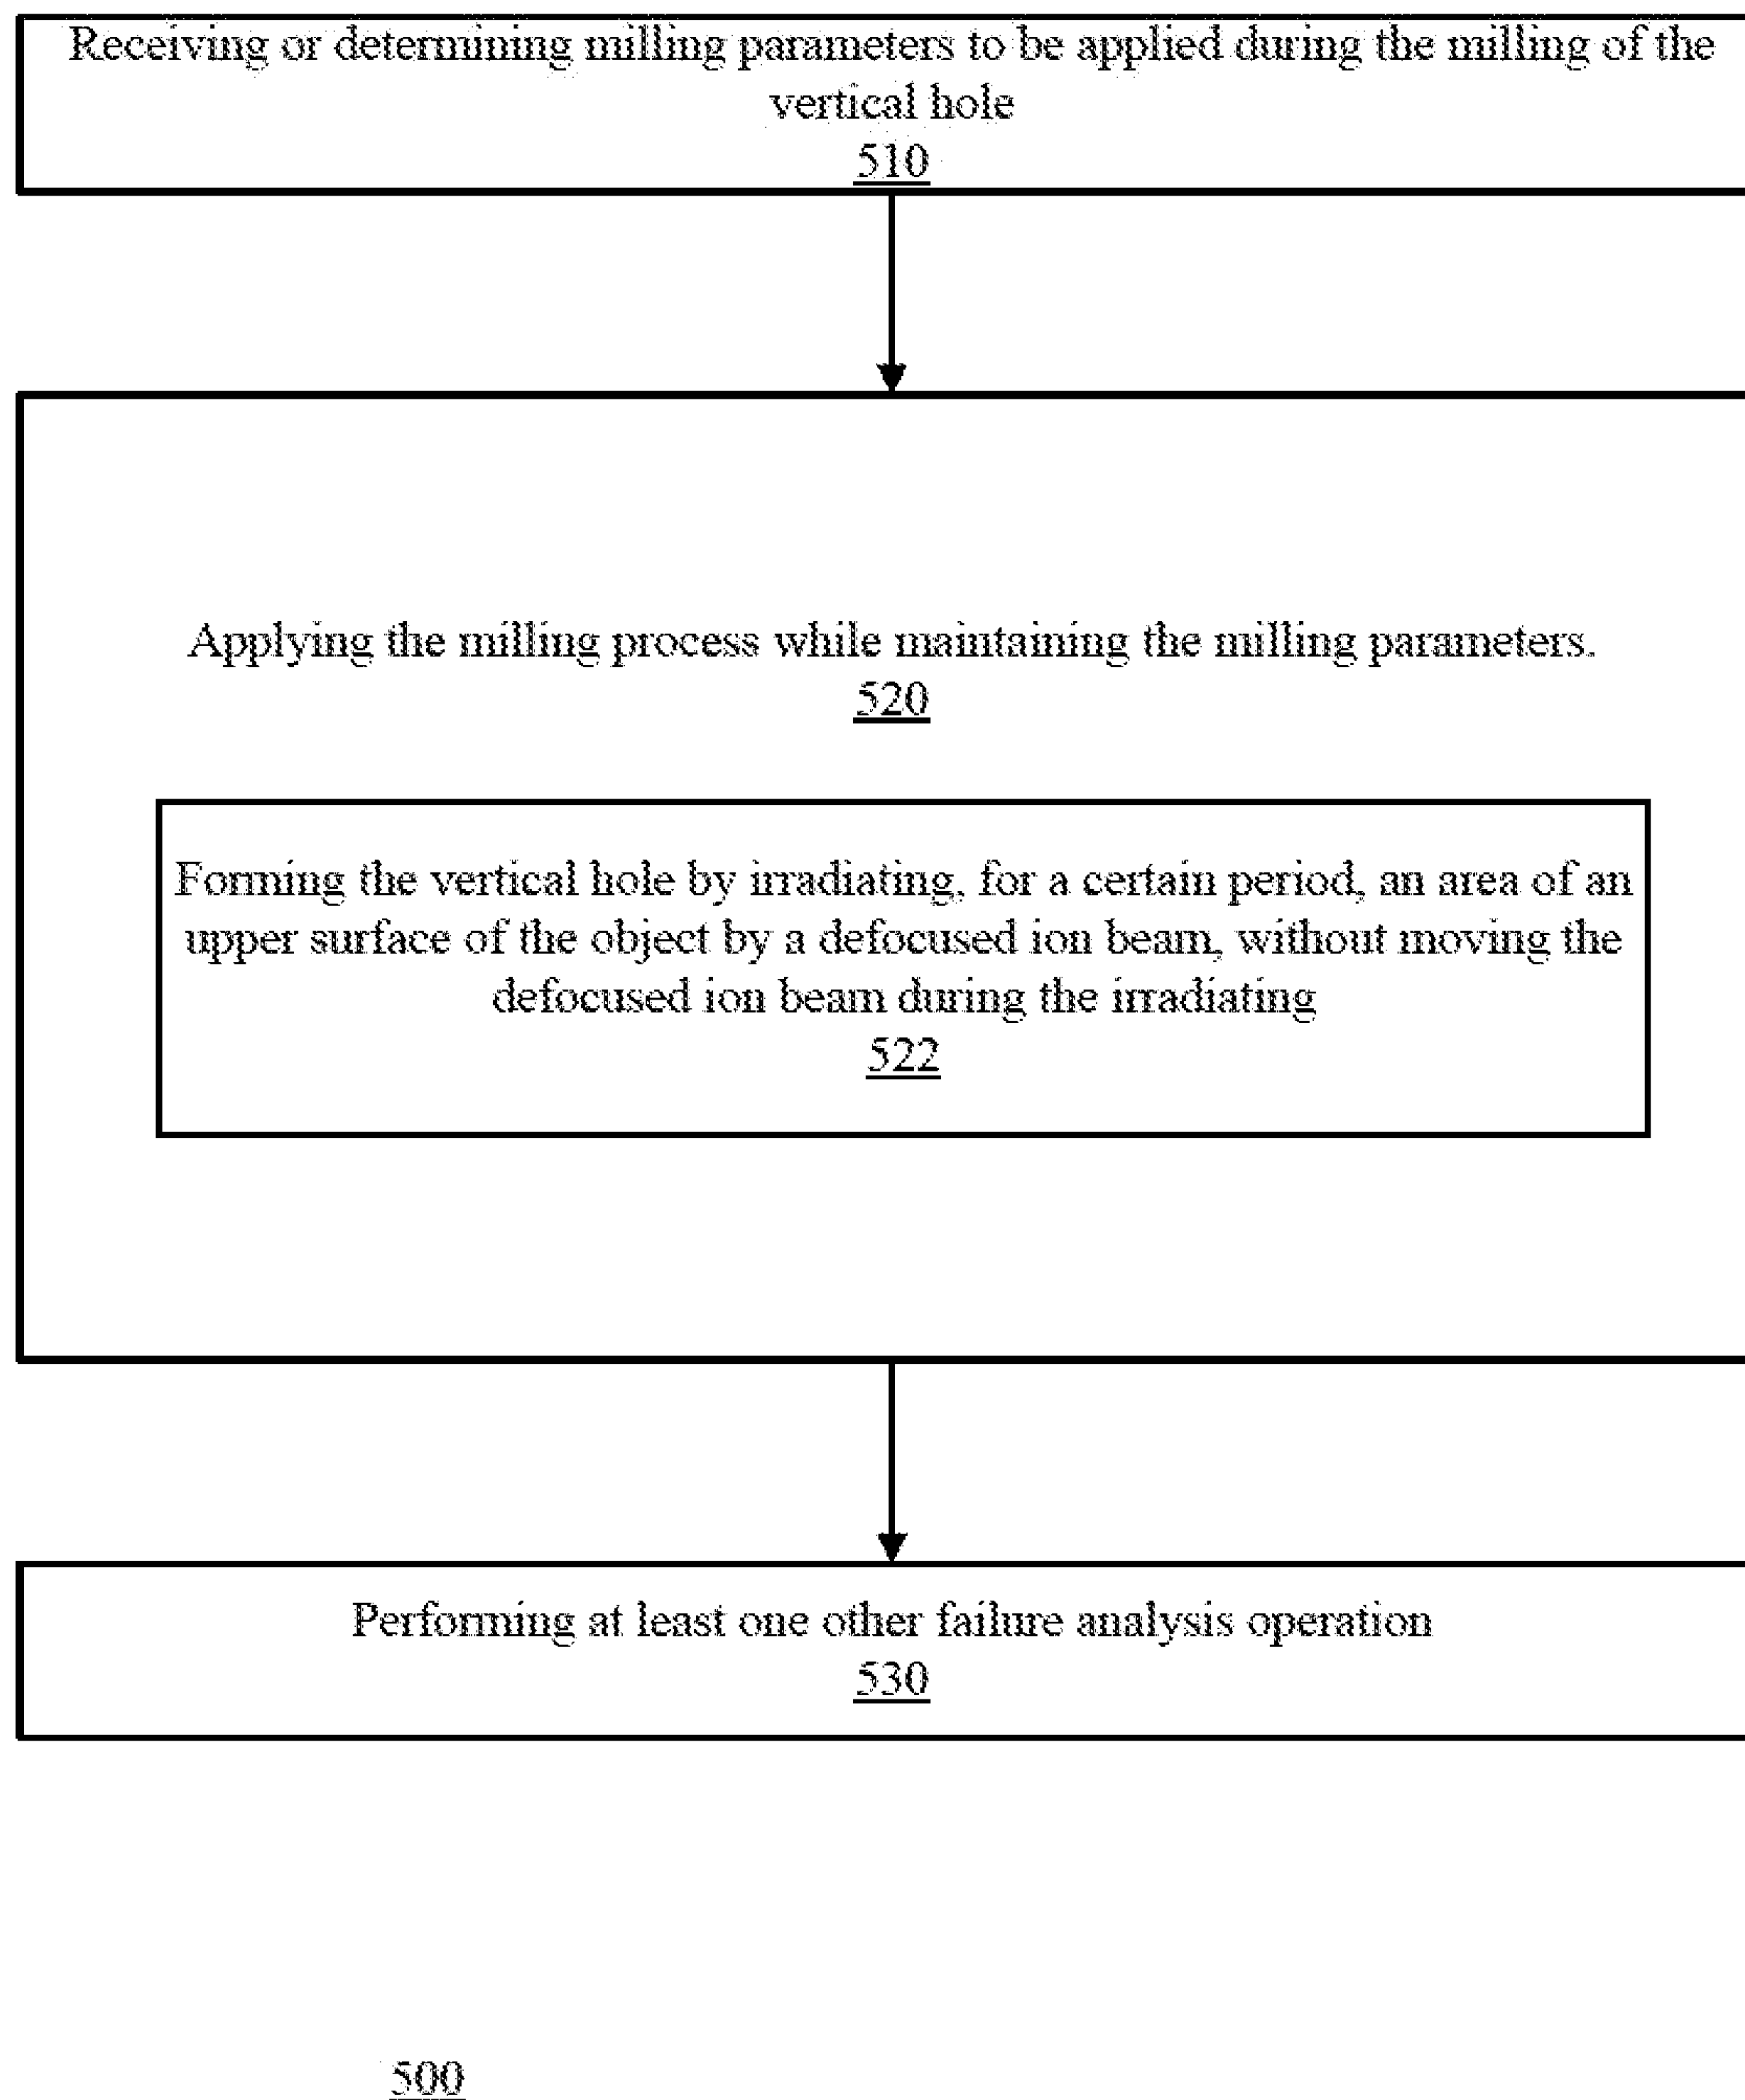 Receiving or determining milling parameters to be applied during the milling of the
vertical hole
510
Applying the milling process while maintaining the milling parameters.
520
Forming the vertical hole by irradiating, for a certain period, an area of an
upper surface of the object by a defocused ion beam, without moving the
defocused ion beam during the irradiating
522
Performing at least one other failure analysis operation
530
500